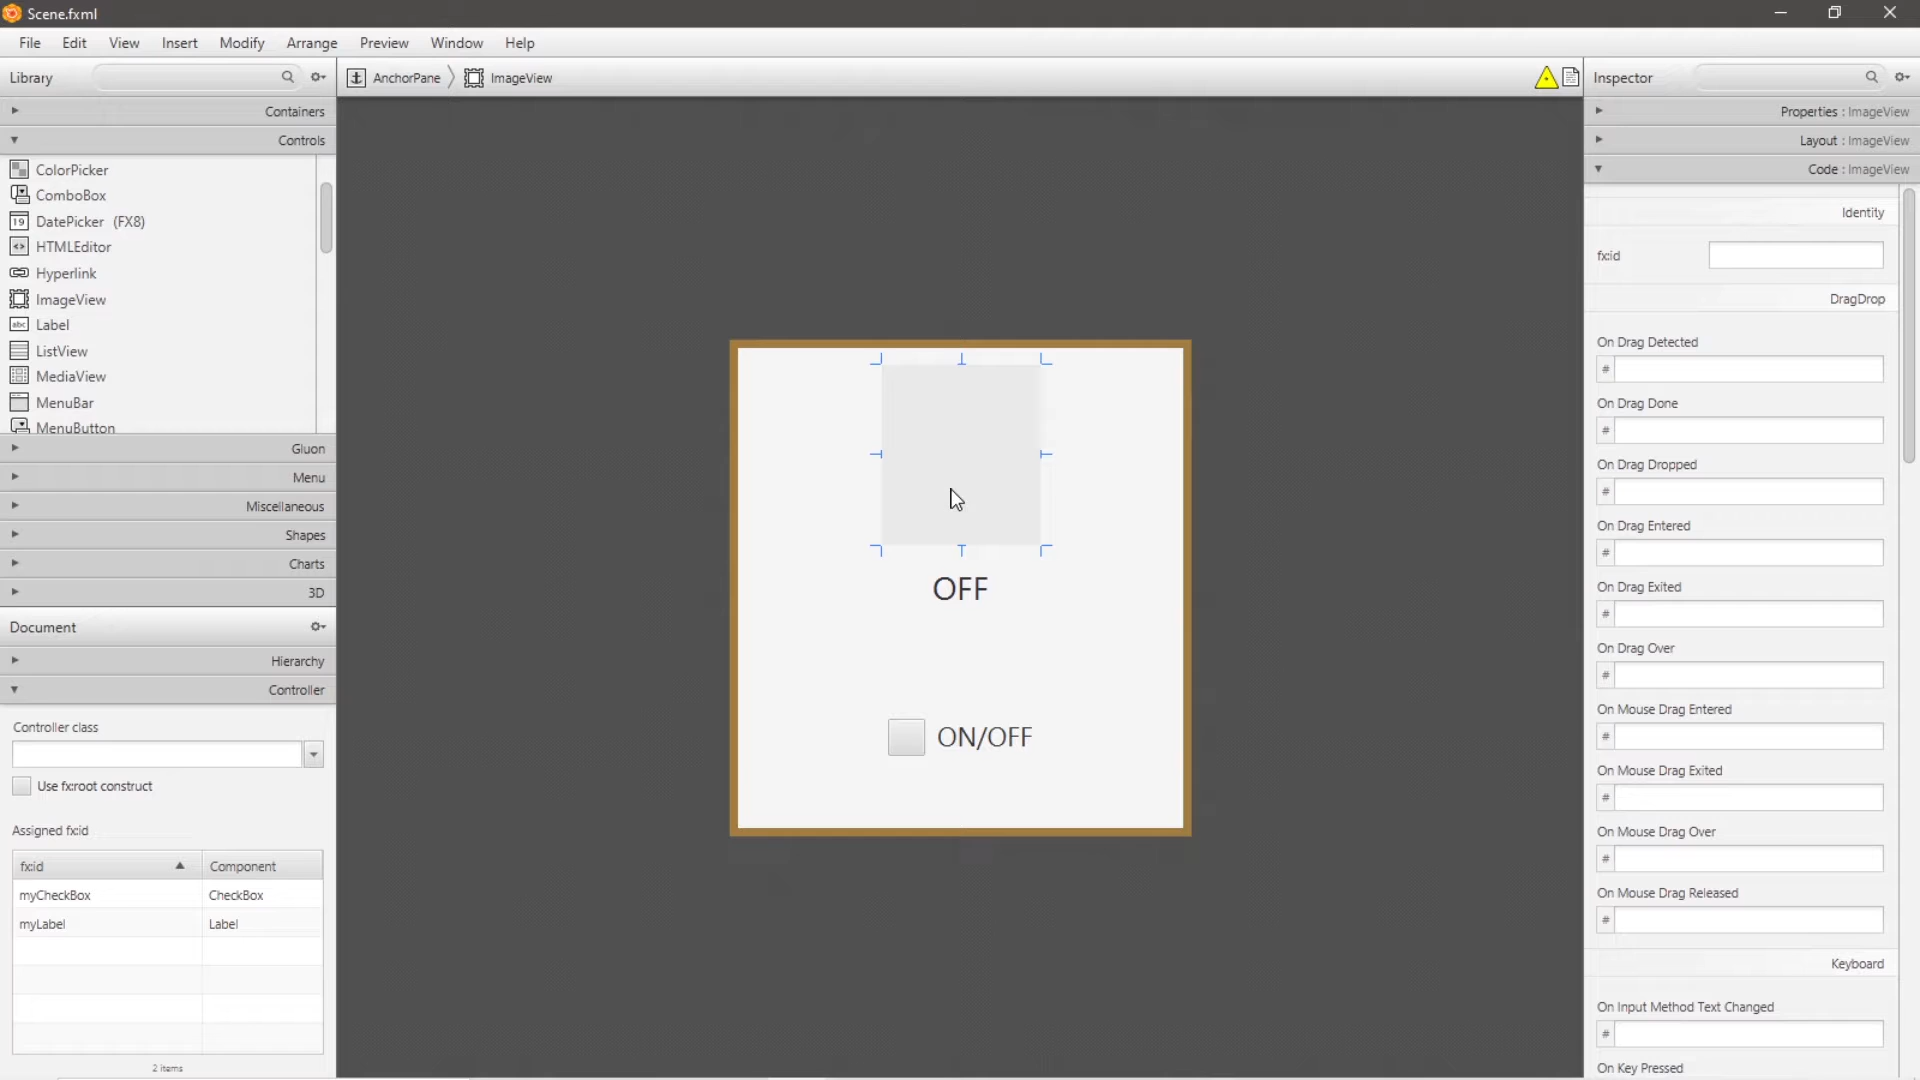 Scene.fxml
File Edit View Insert Modify Arrange Preview Window Help
Library
AnchorPane ImageView
Inspector
Containers
Controls
ColorPicker
ComboBox
19 DatePicker (FX8)
HTMLEditor
Hyperlink
ImageView
abc Label
ListView
MediaView
MenuBar
MenuButton
Gluon
Menu
Miscellaneous
Shapes
Charts
3D
Document
Hierarchy
Controller
Controller class
Use fx:root construct
Assigned fx:id
fx:id Component
myCheckBox CheckBox
myLabel Label
2 items
OFF
ON/OFF
Properties : ImageView
Layout : ImageView
Code : ImageView
Identity
fx:id
DragDrop
On Drag Detected
#
On Drag Done
#
On Drag Dropped
#
On Drag Entered
#
On Drag Exited
#
On Drag Over
#
On Mouse Drag Entered
#
On Mouse Drag Exited
#
On Mouse Drag Over
#
On Mouse Drag Released
#
Keyboard
On Input Method Text Changed
#
On Key Pressed